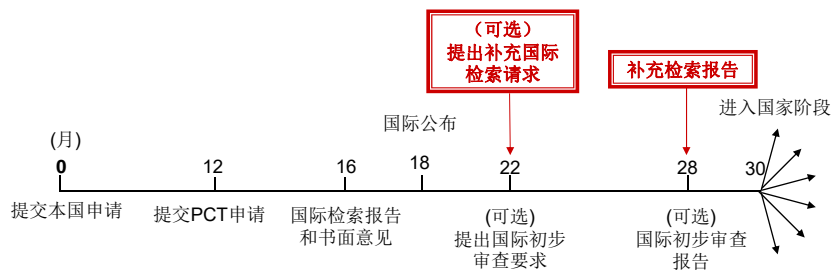 （可选）
提出补充国际
检索请求
补充检索报告
进入国家阶段
国际公布
(月)
0
12
16
18
22
28
30
提交本国申请
提交PCT申请
国际检索报告
和书面意见
(可选)
提出国际初步
审查要求
(可选)
国际初步审查
报告